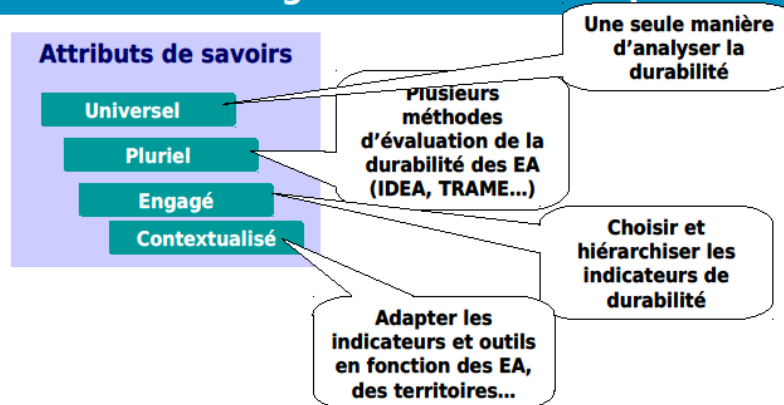 Attributs de savoirs
Universel
Pluriel
Engagé
Contextualisé
Une seule manière
d'analyser la
durabilité
Plusieurs
méthodes
d'évaluation de la
durabilité des EA
(IDEA, TRAME...)
Choisir et
hiérarchiser les
indicateurs de
durabilité
Adapter les
indicateurs et outils
en fonction des EA,
des territoires...